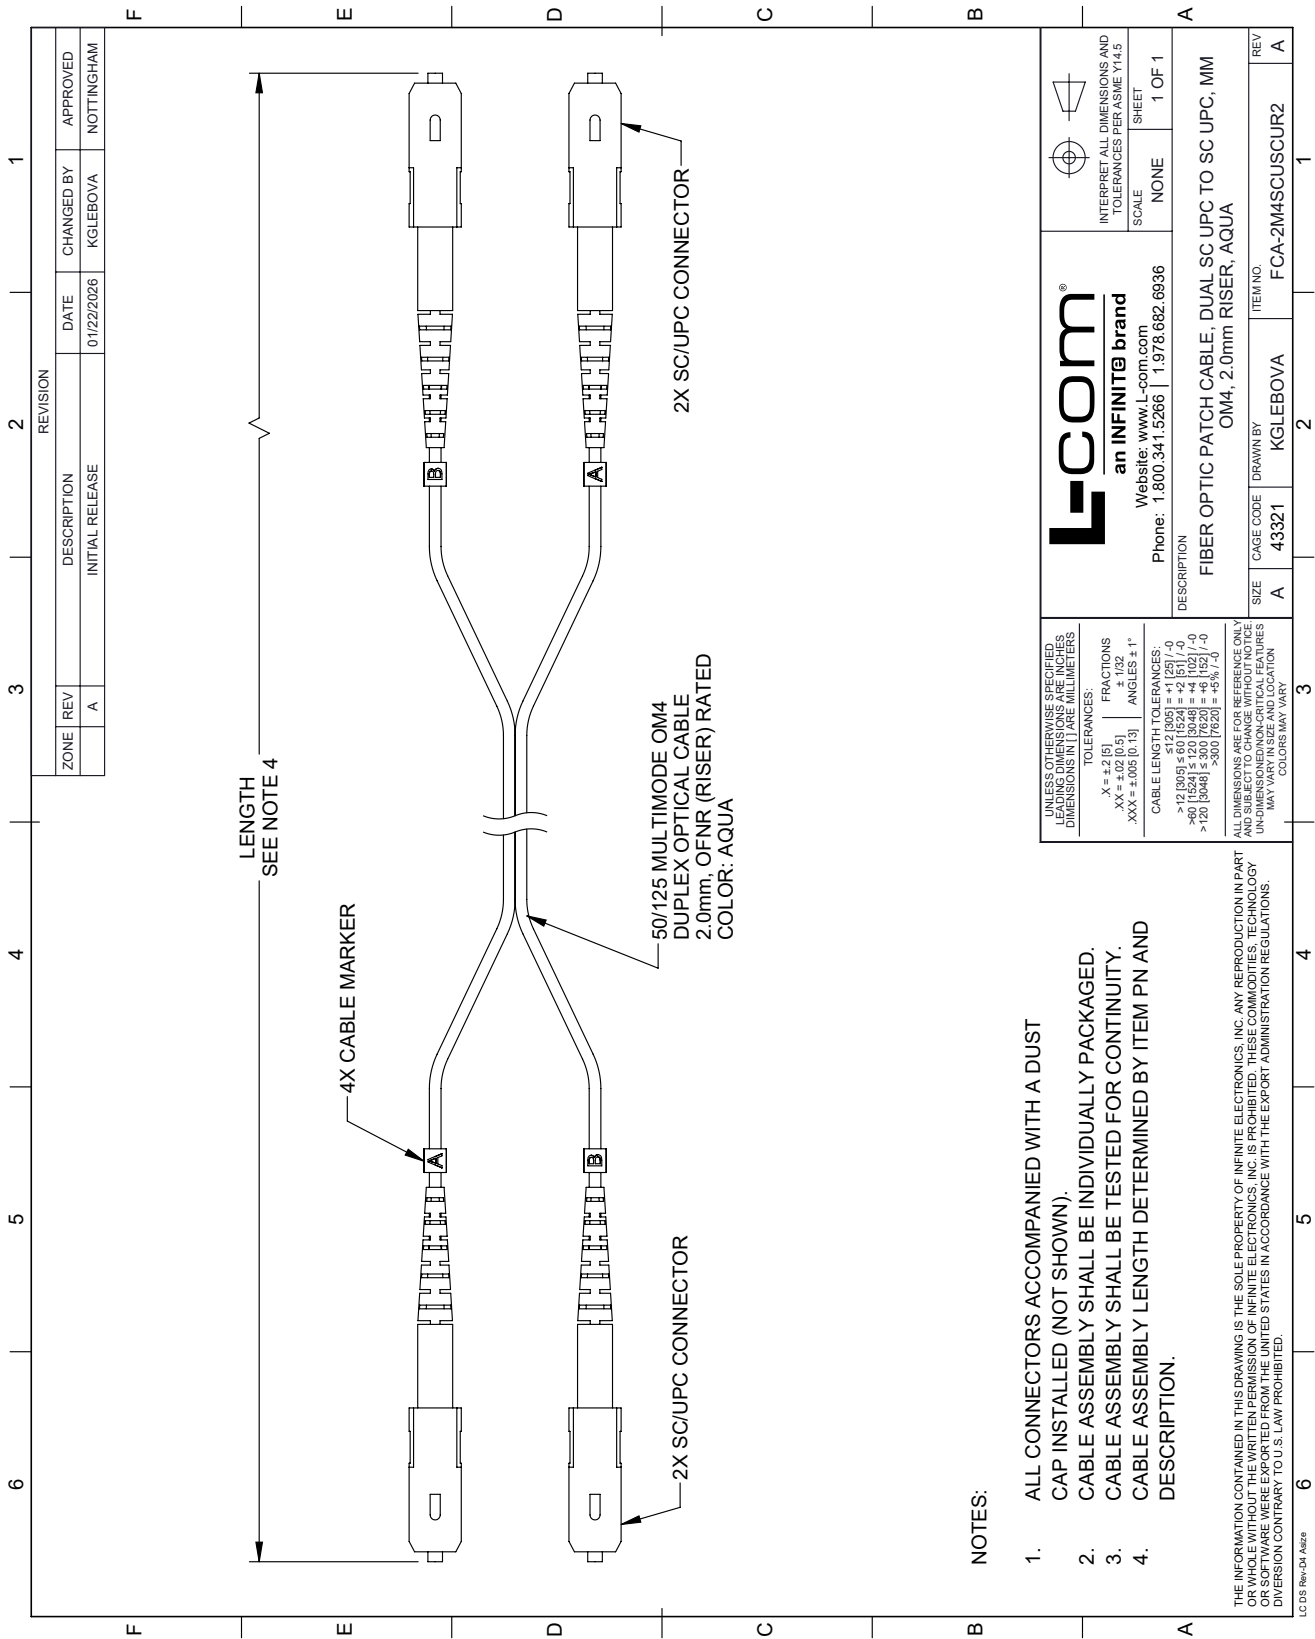 REVISION
ZONE REV DESCRIPTION DATE CHANGED BY APPROVED
A INITIAL RELEASE 01/22/2026 KGLEBOVA NOTTINGHAM
6 5 4 3 2 1
F
E
D
C
B
A
LENGTH
SEE NOTE 4
4X CABLE MARKER
A
B
B
A
2X SC/UPC CONNECTOR
50/125 MULTIMODE OM4
DUPLEX OPTICAL CABLE
2.0mm, OFNR (RISER) RATED
COLOR: AQUA
2X SC/UPC CONNECTOR
NOTES:
1. ALL CONNECTORS ACCOMPANIED WITH A DUST
CAP INSTALLED (NOT SHOWN).
2. CABLE ASSEMBLY SHALL BE INDIVIDUALLY PACKAGED.
3. CABLE ASSEMBLY SHALL BE TESTED FOR CONTINUITY.
4. CABLE ASSEMBLY LENGTH DETERMINED BY ITEM PN AND
DESCRIPTION.
THE INFORMATION CONTAINED IN THIS DRAWING IS THE SOLE PROPERTY OF INFINITE ELECTRONICS, INC. ANY REPRODUCTION IN PART
OR WHOLE WITHOUT THE WRITTEN PERMISSION OF INFINITE ELECTRONICS, INC. IS PROHIBITED. THESE COMMODITIES, TECHNOLOGY
OR SOFTWARE WERE EXPORTED FROM THE UNITED STATES IN ACCORDANCE WITH THE EXPORT ADMINISTRATION REGULATIONS.
DIVERSION CONTRARY TO U.S. LAW PROHIBITED.
UNLESS OTHERWISE SPECIFIED
LEADING DIMENSIONS ARE INCHES
DIMENSIONS IN [ ] ARE MILLIMETERS
TOLERANCES:
.X = ±.2 [5] FRACTIONS
.XX = ±.02 [0.5] ± 1/32
.XXX = ±.005 [0.13] ANGLES ± 1°
CABLE LENGTH TOLERANCES:
≤12 [305] = +1 [25] / -0
>12 [305] ≤ 60 [1524] = +2 [51] / -0
>60 [1524] ≤ 120 [3048] = +4 [102] / -0
>120 [3048] ≤ 300 [7620] = +6 [152] / -0
>300 [7620] = +5% / -0
ALL DIMENSIONS ARE FOR REFERENCE ONLY
AND SUBJECT TO CHANGE WITHOUT NOTICE.
UN-DIMENSIONED/NON-CRITICAL FEATURES
MAY VARY IN SIZE AND LOCATION
COLORS MAY VARY
L-com®
an INFINITE brand
Website: www.L-com.com
Phone: 1.800.341.5266 | 1.978.682.6936
INTERPRET ALL DIMENSIONS AND
TOLERANCES PER ASME Y14.5
SCALE SHEET
NONE 1 OF 1
DESCRIPTION
FIBER OPTIC PATCH CABLE, DUAL SC UPC TO SC UPC, MM
OM4, 2.0mm RISER, AQUA
SIZE CAGE CODE DRAWN BY ITEM NO. REV
A 43321 KGLEBOVA FCA-2M4SCUSCUR2 A
F
E
D
C
B
A
6 5 4 3 2 1
LC DS Rev-D4 Asize